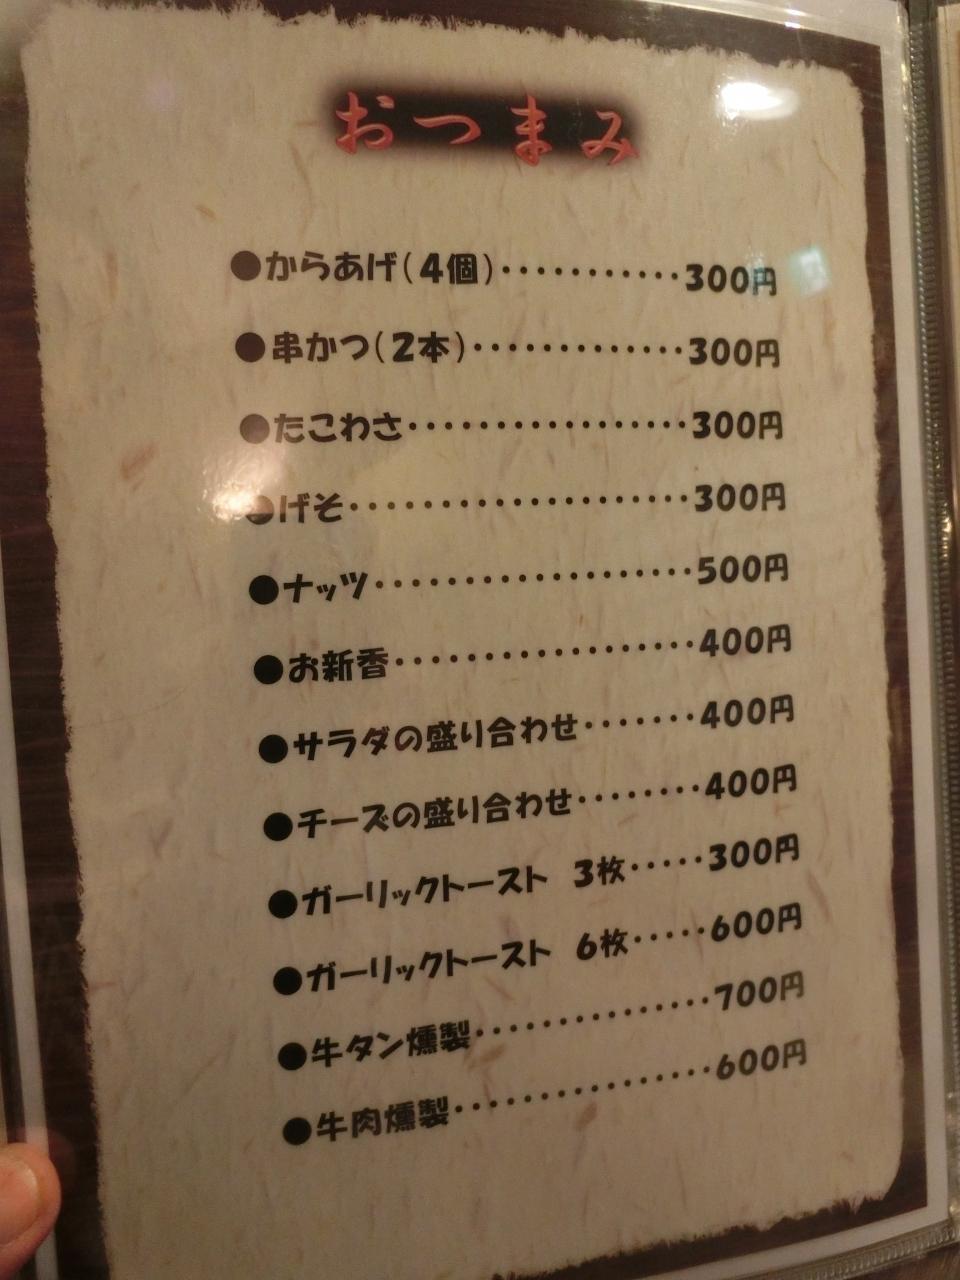 おつまみ
●からあげ(4個)···········300円
●串かつ(2本)·············300円
●たこわさ·················300円
●げそ····················300円
●ナッツ···················500円
●お新香··················400円
●サラダの盛り合わせ·······400円
●チーズの盛り合わせ········400円
●ガーリックトースト 3枚·····300円
●ガーリックトースト 6枚·····600円
●牛タン燻製··············700円
●牛肉燻製···············600円